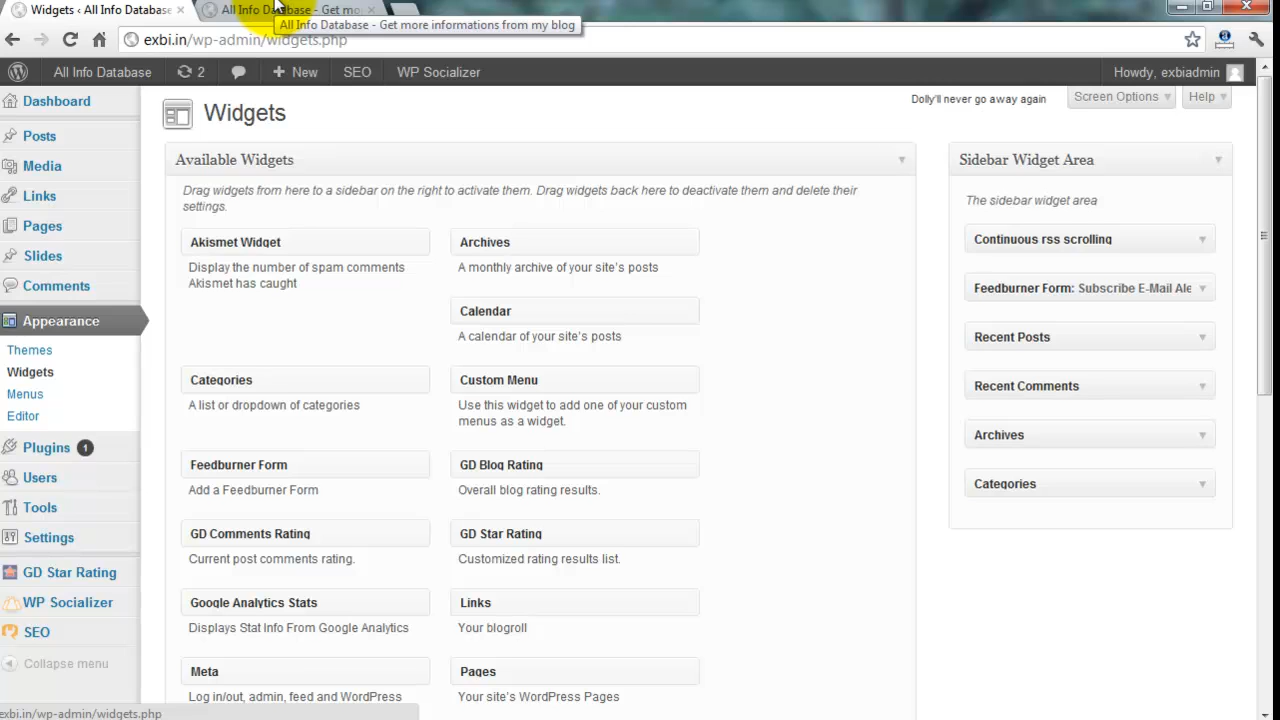 Widgets ‹ All Info Database
All Info Database - Get mo
All Info Database - Get more informations from my blog
exbi.in/wp-admin/widgets.php
All Info Database
2
New
SEO
WP Socializer
Howdy, exbiadmin
Dashboard
Posts
Media
Links
Pages
Slides
Comments
Appearance
Themes
Widgets
Menus
Editor
Plugins 1
Users
Tools
Settings
GD Star Rating
WP Socializer
SEO
Collapse menu
Widgets
Dolly'll never go away again
Screen Options
Help
Available Widgets
Drag widgets from here to a sidebar on the right to activate them. Drag widgets back here to deactivate them and delete their
settings.
Akismet Widget
Display the number of spam comments
Akismet has caught
Archives
A monthly archive of your site's posts
Calendar
A calendar of your site's posts
Categories
A list or dropdown of categories
Custom Menu
Use this widget to add one of your custom
menus as a widget.
Feedburner Form
Add a Feedburner Form
GD Blog Rating
Overall blog rating results.
GD Comments Rating
Current post comments rating.
GD Star Rating
Customized rating results list.
Google Analytics Stats
Displays Stat Info From Google Analytics
Links
Your blogroll
Meta
Log in/out, admin, feed and WordPress
Pages
Your site's WordPress Pages
Sidebar Widget Area
The sidebar widget area
Continuous rss scrolling
Feedburner Form: Subscribe E-Mail Ale
Recent Posts
Recent Comments
Archives
Categories
exbi.in/wp-admin/widgets.php